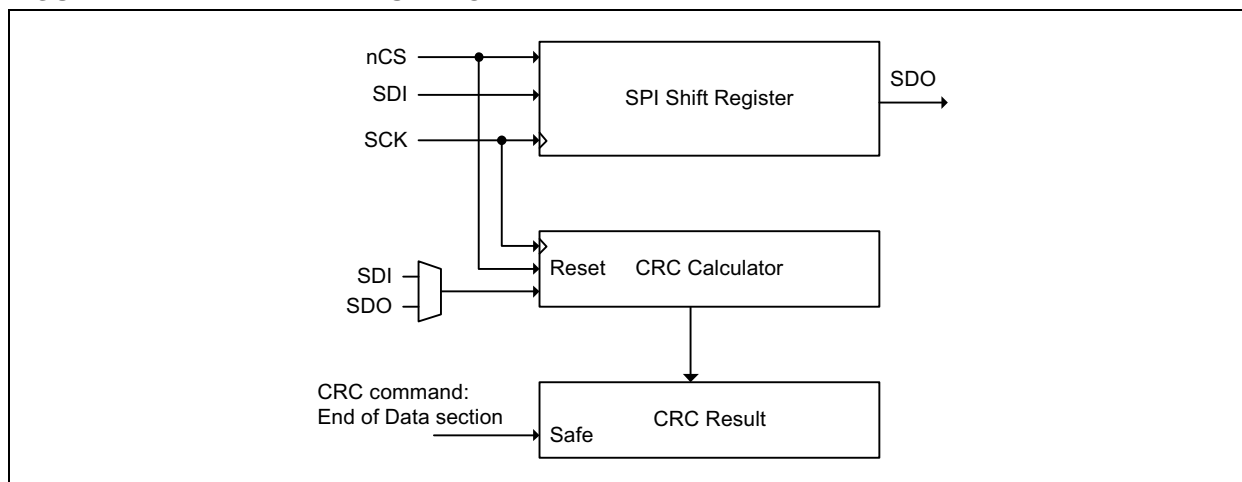 nCS
SDI
SCK
SPI Shift Register
SDO
Reset
CRC Calculator
SDI
SDO
CRC command:
End of Data section
Safe
CRC Result